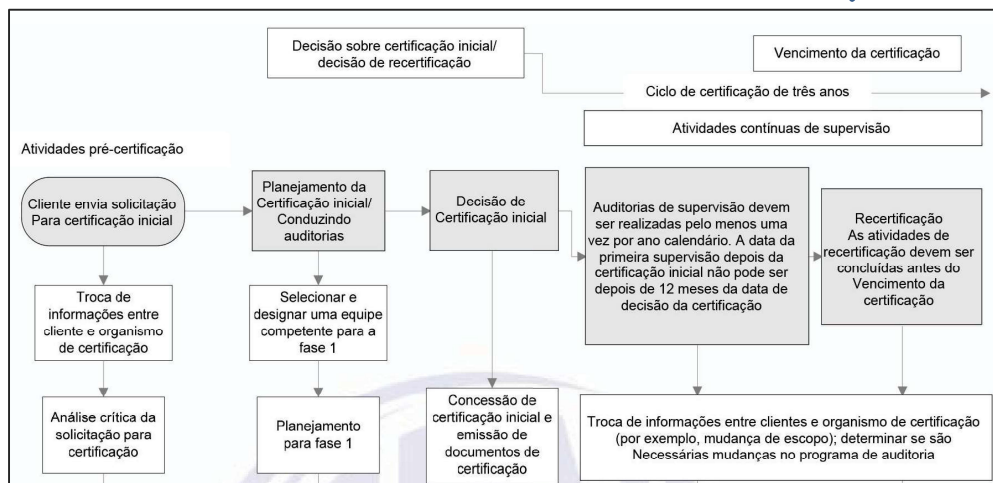 Decisão sobre certificação inicial/
decisão de recertificação
Vencimento da certificação
Ciclo de certificação de três anos
Atividades contínuas de supervisão
Atividades pré-certificação
Cliente envia solicitação
Para certificação inicial
Planejamento da
Certificação inicial/
Conduzindo
auditorias
Decisão de
Certificação inicial
Auditorias de supervisão devem
ser realizadas pelo menos uma
vez por ano calendário. A data da
primeira supervisão depois da
certificação inicial não pode ser
depois de 12 meses da data de
decisão da certificação
Recertificação
As atividades de
recertificação devem ser
concluídas antes do
Vencimento da
certificação
Troca de
informações entre
cliente e organismo
de certificação
Selecionar e
designar uma equipe
competente para a
fase 1
Análise crítica da
solicitação para
certificação
Planejamento
para fase 1
Concessão de
certificação inicial e
emissão de
documentos de
certificação
Troca de informações entre clientes e organismo de certificação
(por exemplo, mudança de escopo); determinar se são
Necessárias mudanças no programa de auditoria